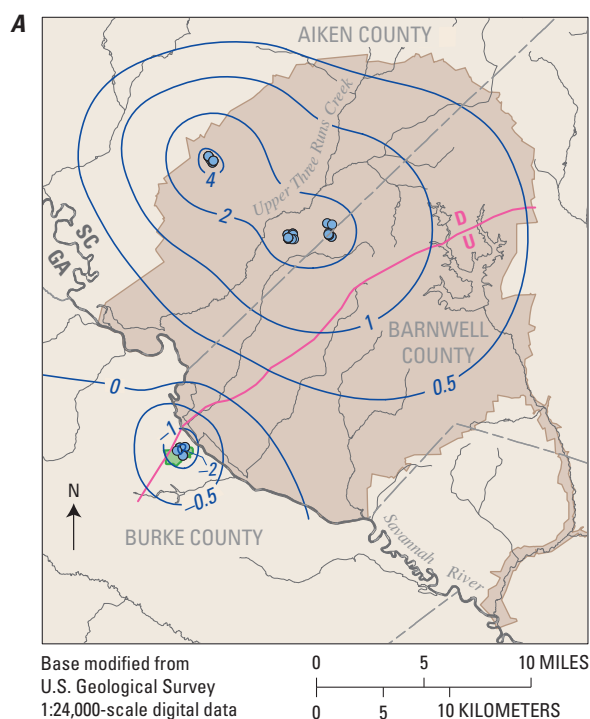 A
AIKEN COUNTY
Upper Three Runs Creek
4
2
SC
GA
D
U
1
BARNWELL
COUNTY
0
0.5
–1
–2
–0.5
N
BURKE COUNTY
Savannah River
Base modified from
U.S. Geological Survey
1:24,000-scale digital data
0 5 10 MILES
0 5 10 KILOMETERS